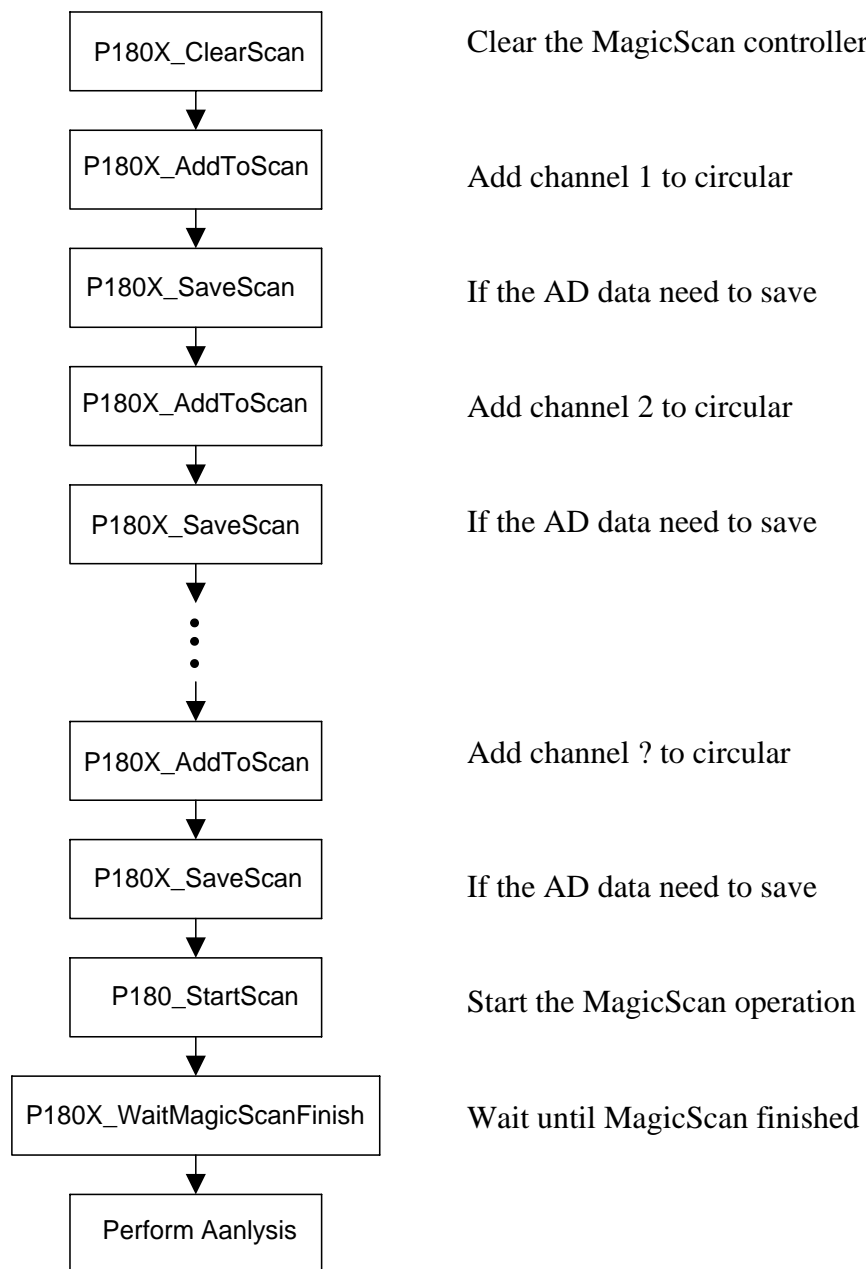 P180X_ClearScan Clear the MagicScan controller
P180X_AddToScan Add channel 1 to circular
P180X_SaveScan If the AD data need to save
P180X_AddToScan Add channel 2 to circular
P180X_SaveScan If the AD data need to save
P180X_AddToScan Add channel ? to circular
P180X_SaveScan If the AD data need to save
P180_StartScan Start the MagicScan operation
P180X_WaitMagicScanFinish Wait until MagicScan finished
Perform Aanlysis